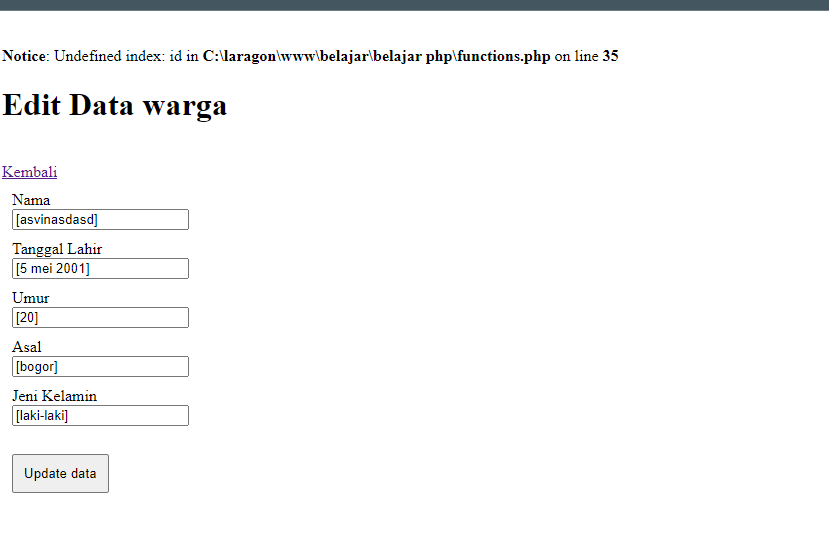 Notice: Undefined index: id in C:\laragon\www\belajar\belajar php\functions.php on line 35
Edit Data warga
Kembali
Nama
[asvinasdasd]
Tanggal Lahir
[5 mei 2001]
Umur
[20]
Asal
[bogor]
Jeni Kelamin
[laki-laki]
Update data